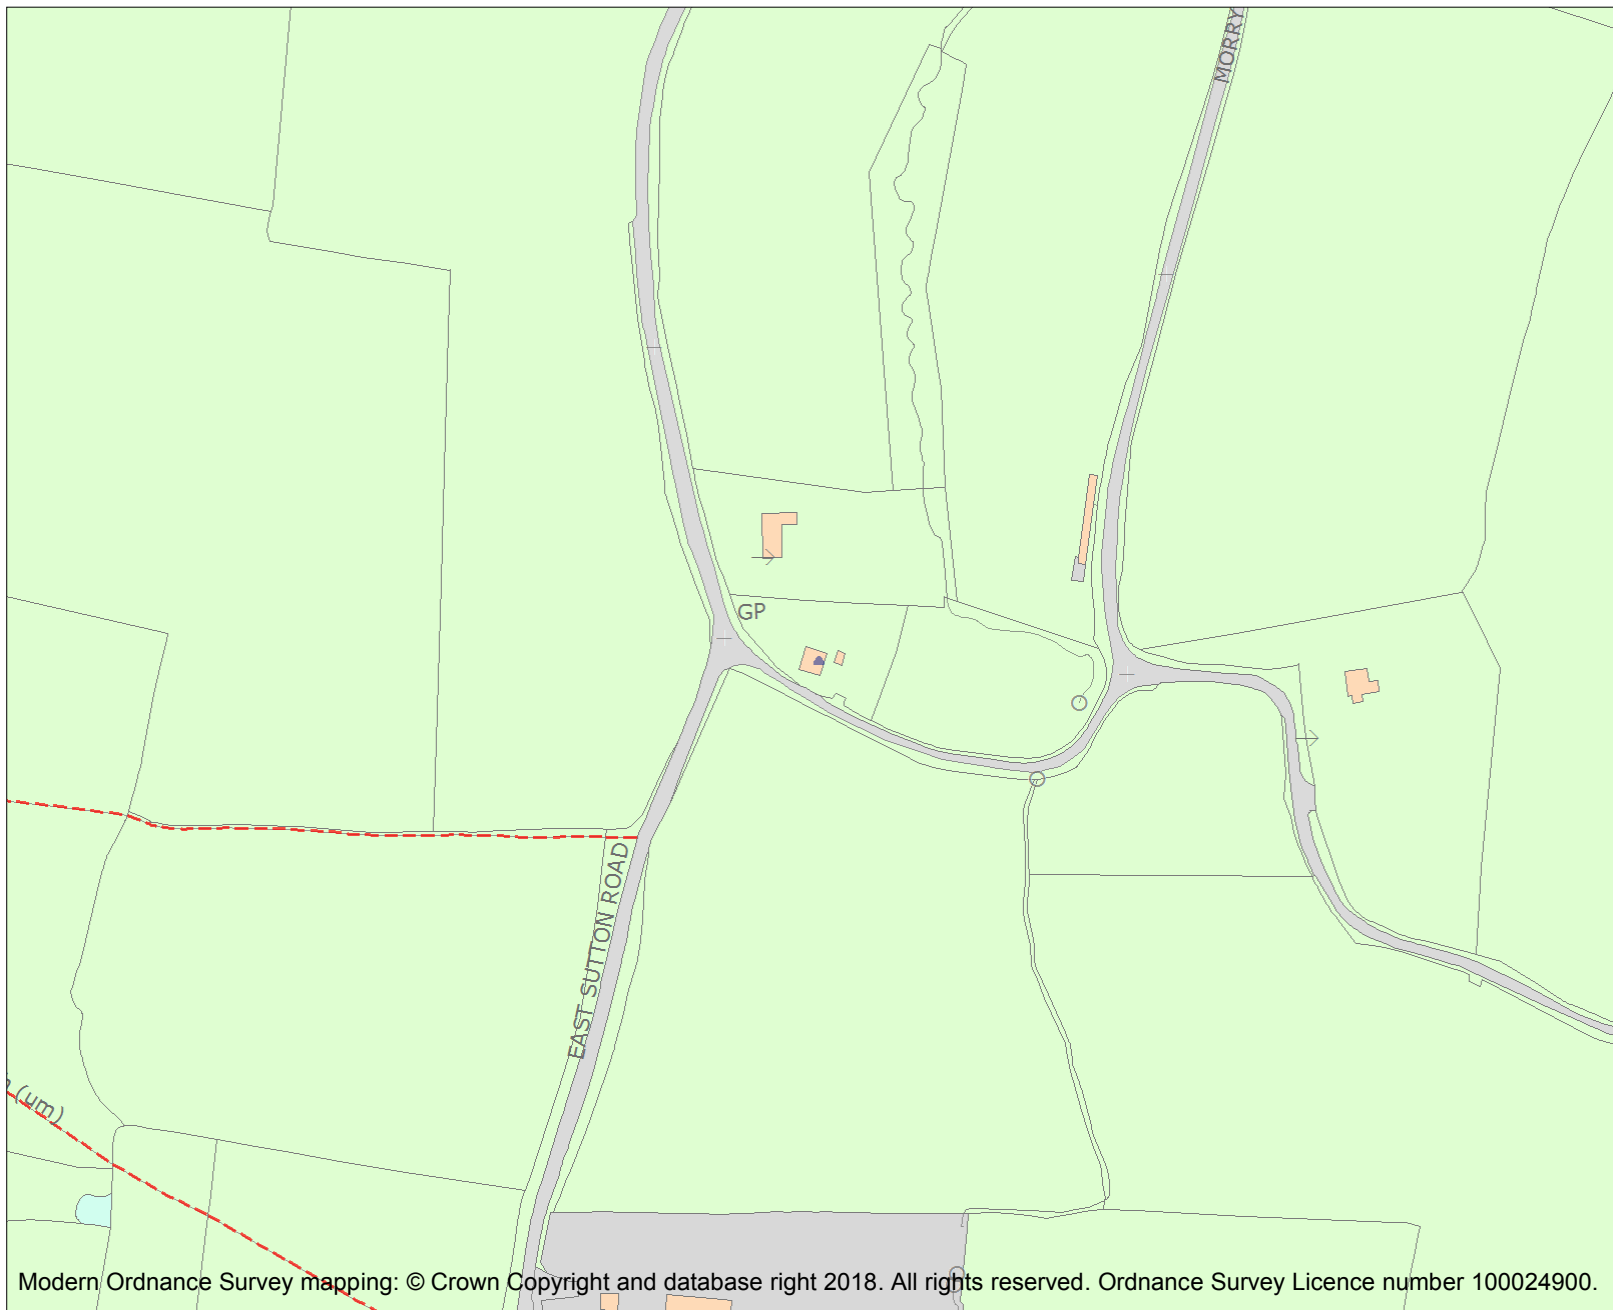 MORRY
GP
EAST SUTTON ROAD
(um)
Modern Ordnance Survey mapping: © Crown Copyright and database right 2018. All rights reserved. Ordnance Survey Licence number 100024900.